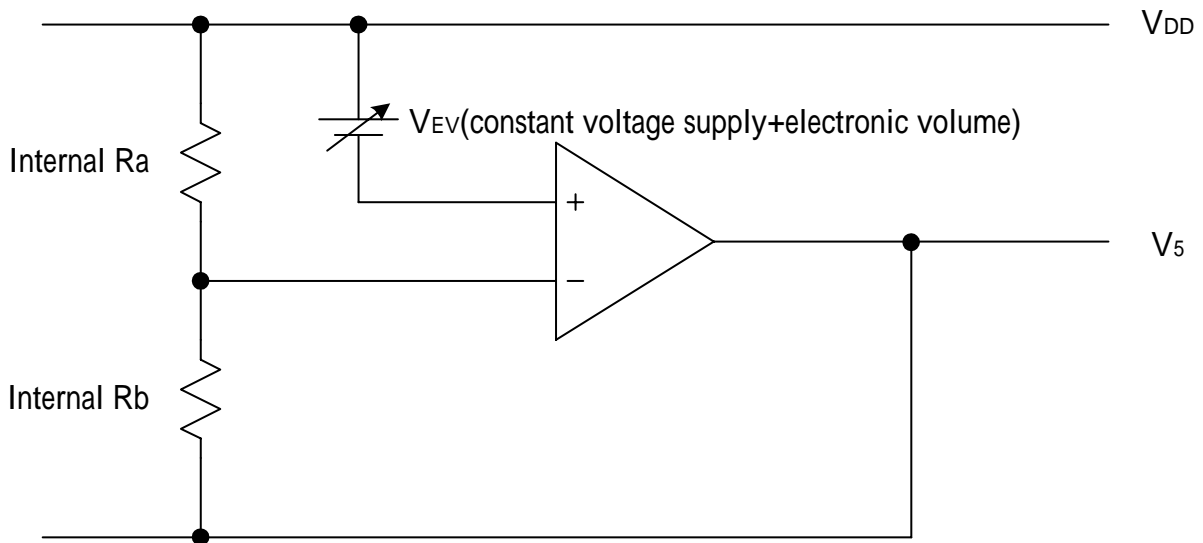 VDD
VEV(constant voltage supply+electronic volume)
Internal Ra
+
V5
−
Internal Rb